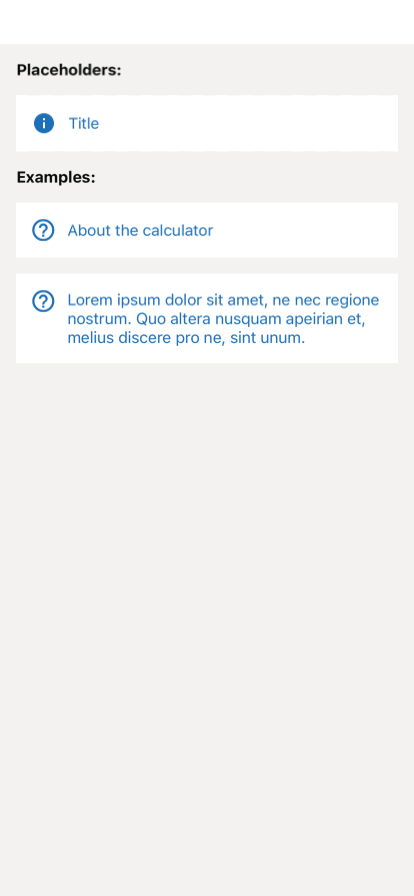 Placeholders:
Title
Examples:
About the calculator
Lorem ipsum dolor sit amet, ne nec regione
nostrum. Quo altera nusquam apeirian et,
melius discere pro ne, sint unum.